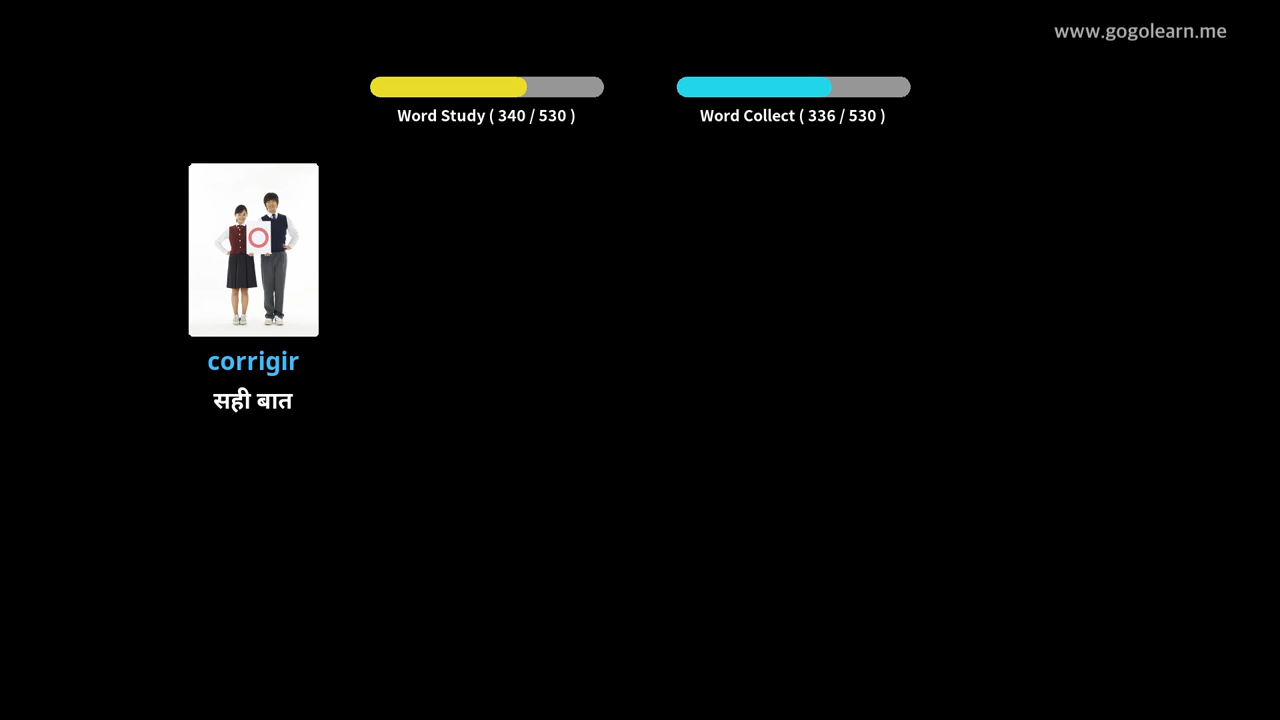 www.gogolearn.me
Word Study ( 340 / 530 )
Word Collect ( 336 / 530 )
corrigir
सही बात